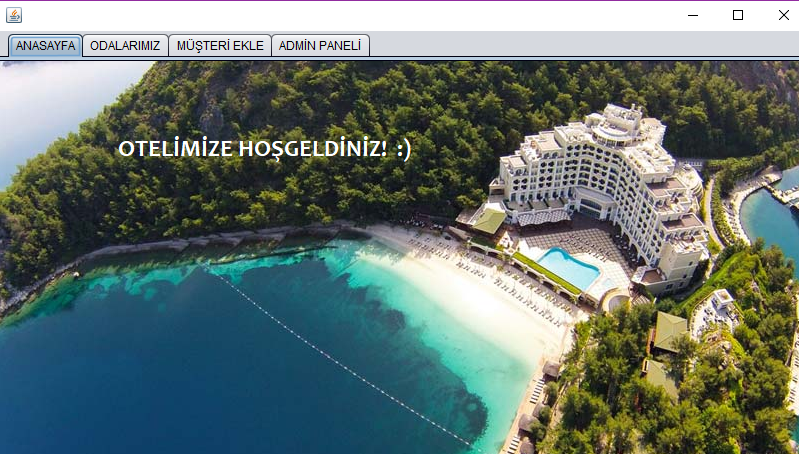 ANASAYFA ODALARIMIZ MÜŞTERİ EKLE ADMİN PANELİ
OTELİMİZE HOŞGELDİNİZ! :)